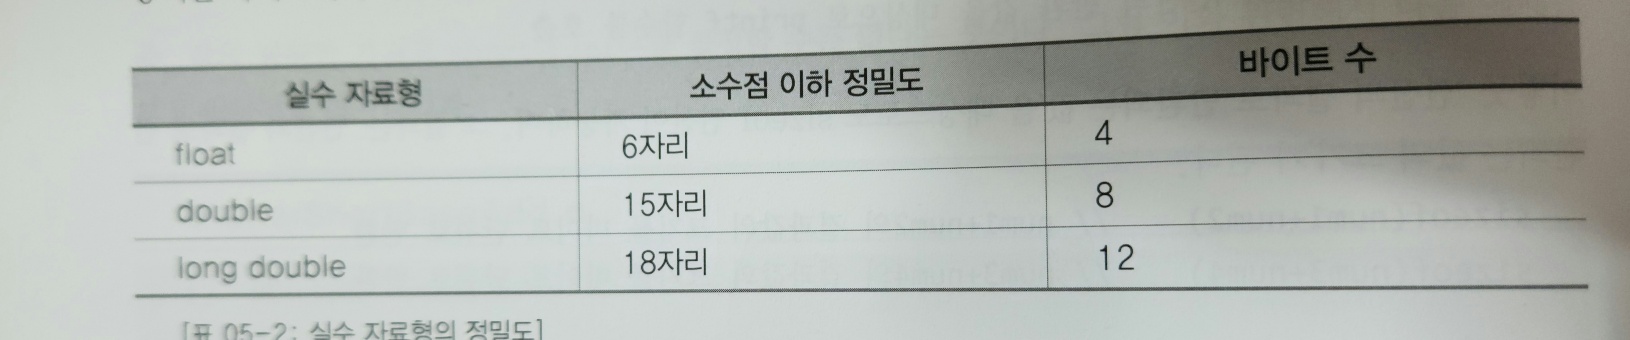 실수 자료형 소수점 이하 정밀도 바이트 수
float 6자리 4
double 15자리 8
long double 18자리 12
[표 05-2: 실수 자료형의 정밀도]